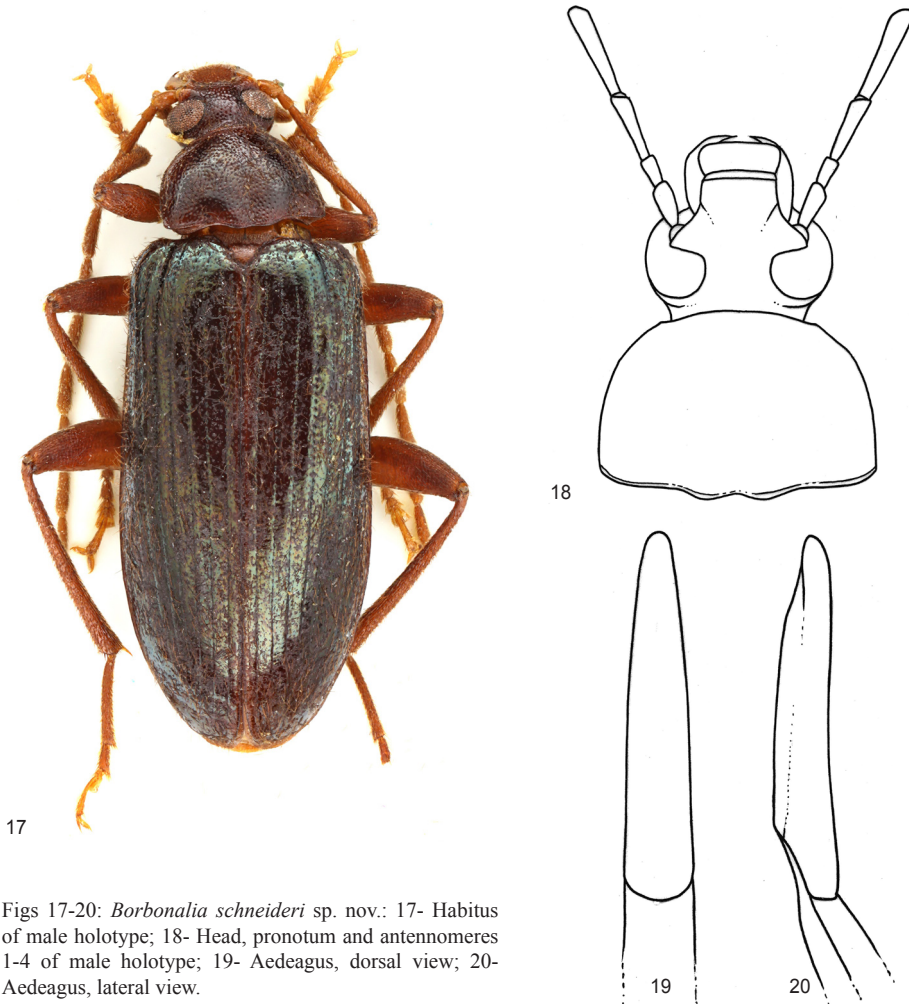 18
17
19
20
Figs 17-20: Borbonalia schneideri sp. nov.: 17- Habitus
of male holotype; 18- Head, pronotum and antennomeres
1-4 of male holotype; 19- Aedeagus, dorsal view; 20-
Aedeagus, lateral view.